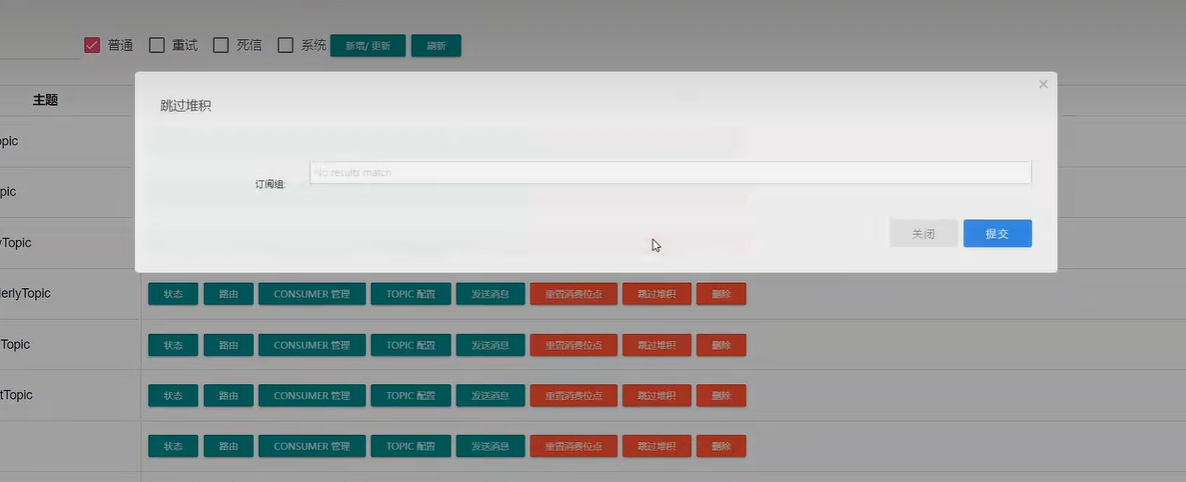 普通 重试 死信 系统 新增/ 更新 刷新
×
主题
跳过堆积
opic
No results match
订阅组:
pic
关闭 提交
yTopic
lerlyTopic 状态 路由 CONSUMER 管理 TOPIC 配置 发送消息 重置消费位点 跳过堆积 删除
Topic 状态 路由 CONSUMER 管理 TOPIC 配置 发送消息 重置消费位点 跳过堆积 删除
tTopic 状态 路由 CONSUMER 管理 TOPIC 配置 发送消息 重置消费位点 跳过堆积 删除
状态 路由 CONSUMER 管理 TOPIC 配置 发送消息 重置消费位点 跳过堆积 删除